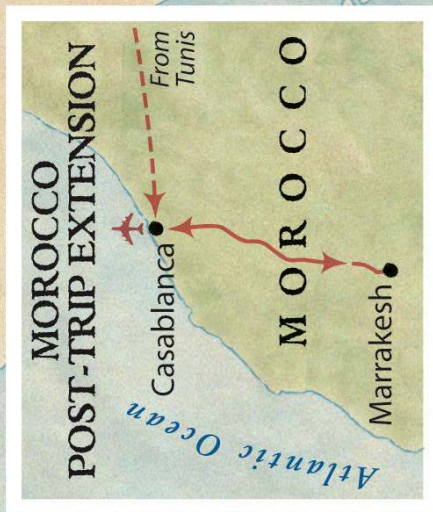 MOROCCO
POST-TRIP EXTENSION
From
Tunis
Casablanca
MOROCCO
Marrakesh
Atlantic Ocean